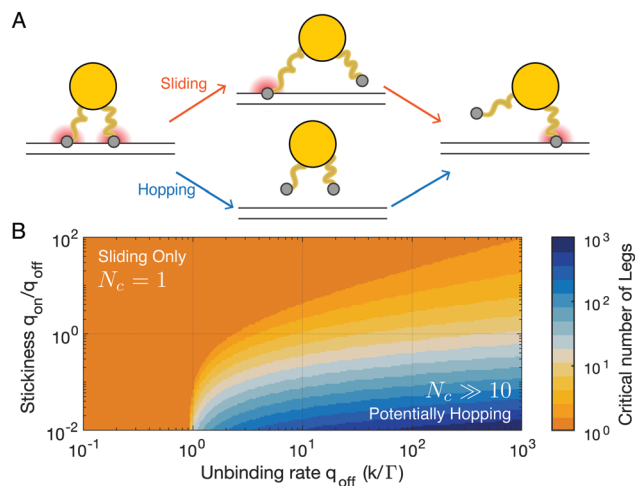 A
Sliding
Hopping
B
Sliding Only
N_c = 1
N_c ≫ 10
Potentially Hopping
10^2
10^0
10^-2
Stickiness q_on/q_off
10^-1
10^0
10^1
10^2
10^3
Unbinding rate q_off (k/Γ)
10^3
10^2
10^1
10^0
Critical number of Legs